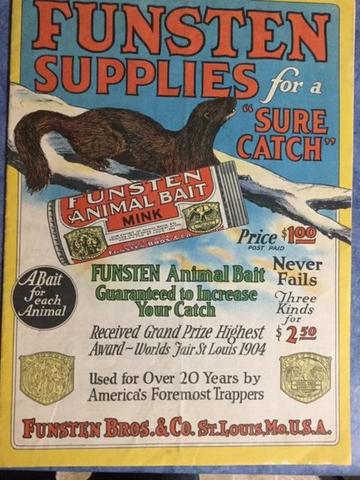 FUNSTEN
SUPPLIES for a
"SURE
CATCH"
FUNSTEN
ANIMAL BAIT
MINK
FUNSTEN BROS. & CO.
Price $1.00
POST PAID
A Bait
for
each
Animal
FUNSTEN Animal Bait
Guaranteed to Increase
Your Catch
Never
Fails
Three
Kinds
for
$2.50
Received Grand Prize Highest
Award~Worlds Fair St Louis 1904
Used for Over 20 Years by
America's Foremost Trappers
FUNSTEN BROS. & CO. ST. LOUIS, MO. U.S.A.